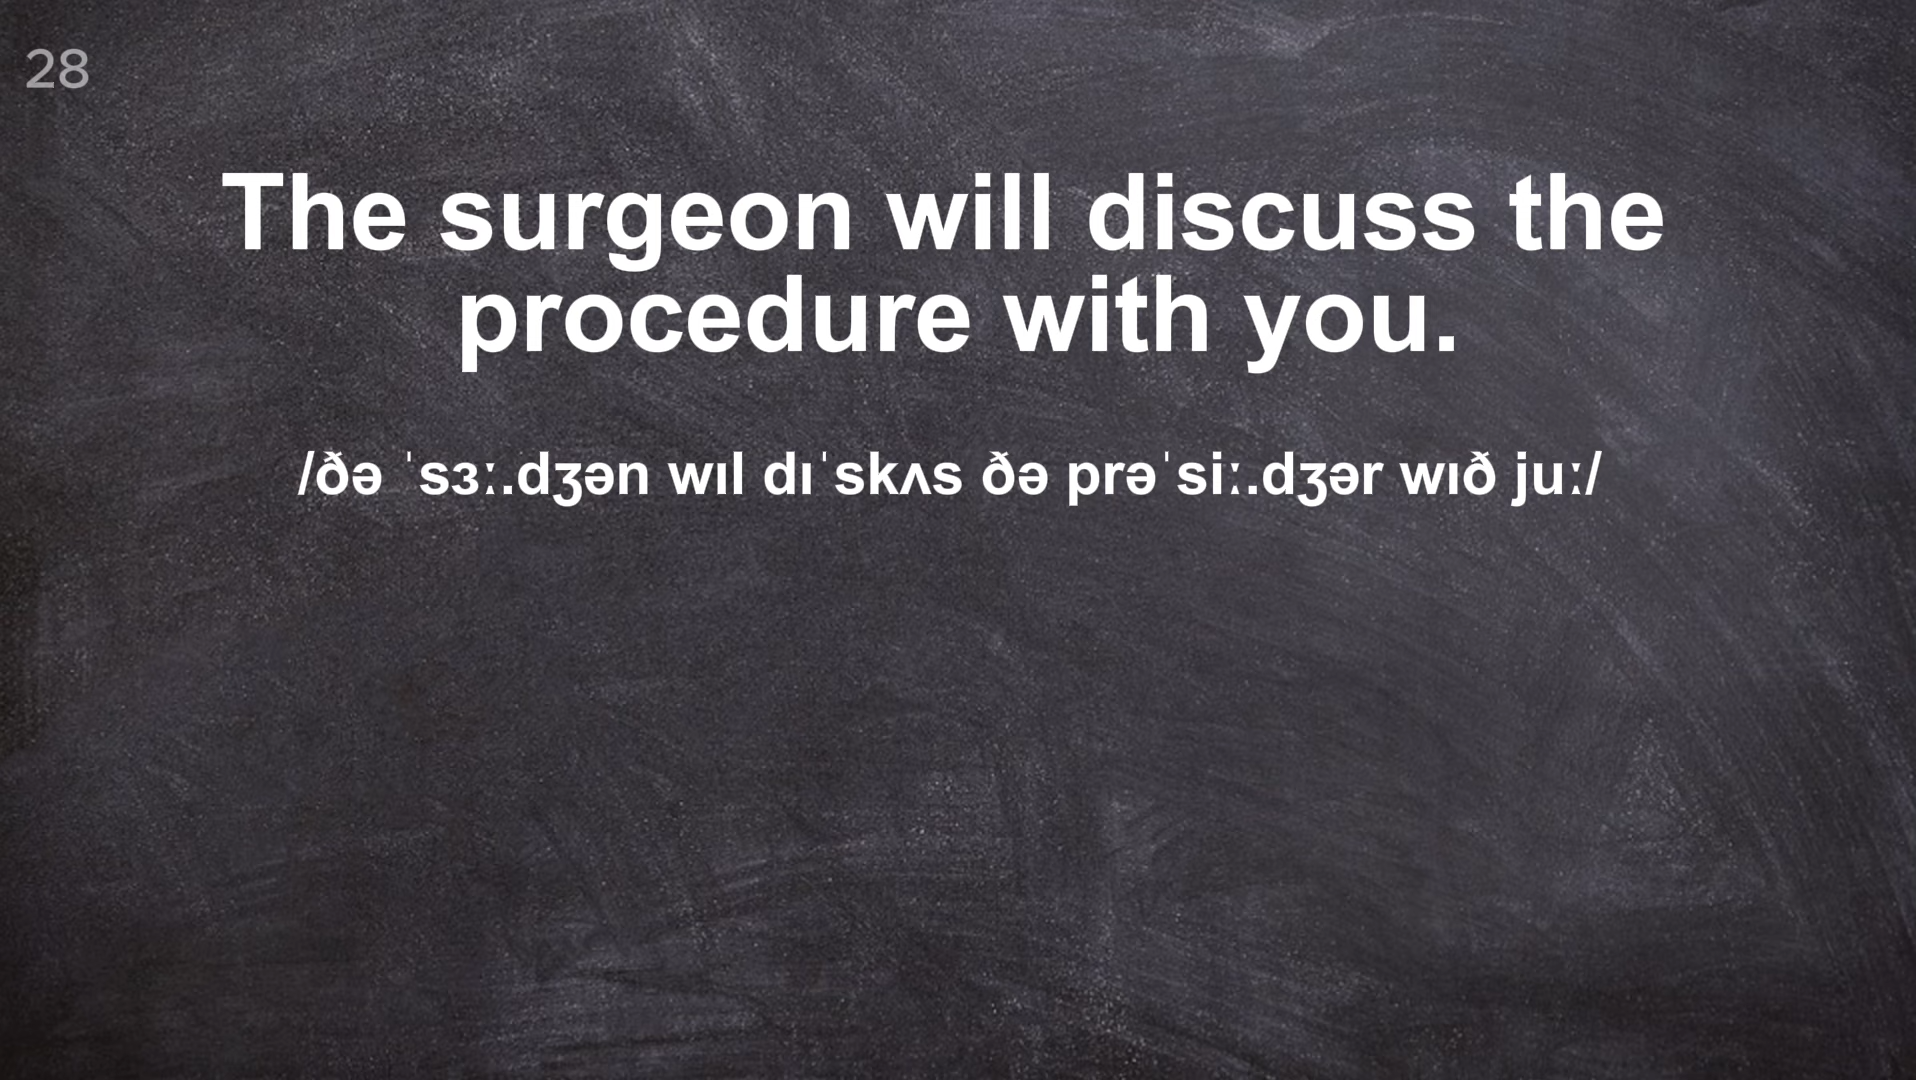 28
The surgeon will discuss the
procedure with you.
/ðə ˈsɜː.dʒən wɪl dɪˈskʌs ðə prəˈsiː.dʒər wɪð juː/